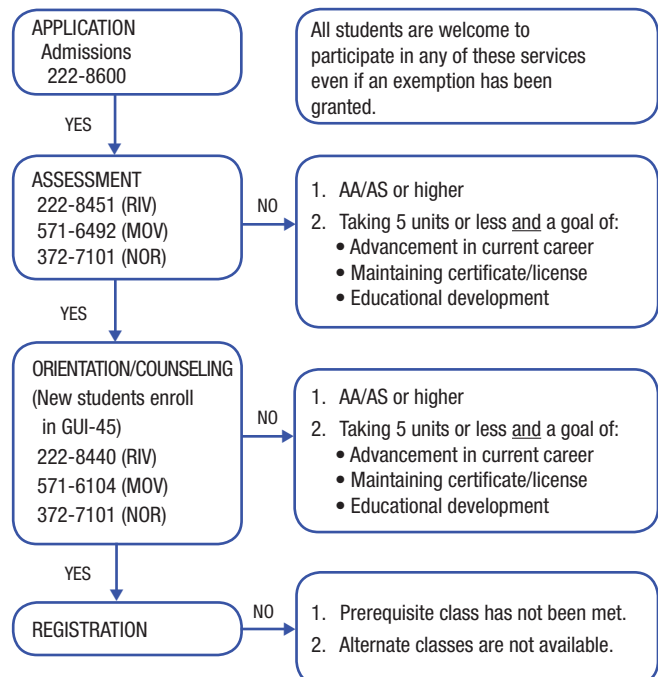 APPLICATION
Admissions
222-8600
All students are welcome to
participate in any of these services
even if an exemption has been
granted.
YES
ASSESSMENT
222-8451 (RIV)
571-6492 (MOV)
372-7101 (NOR)
NO
1. AA/AS or higher
2. Taking 5 units or less and a goal of:
• Advancement in current career
• Maintaining certificate/license
• Educational development
YES
ORIENTATION/COUNSELING
(New students enroll
in GUI-45)
222-8440 (RIV)
571-6104 (MOV)
372-7101 (NOR)
NO
1. AA/AS or higher
2. Taking 5 units or less and a goal of:
• Advancement in current career
• Maintaining certificate/license
• Educational development
YES
REGISTRATION
NO
1. Prerequisite class has not been met.
2. Alternate classes are not available.